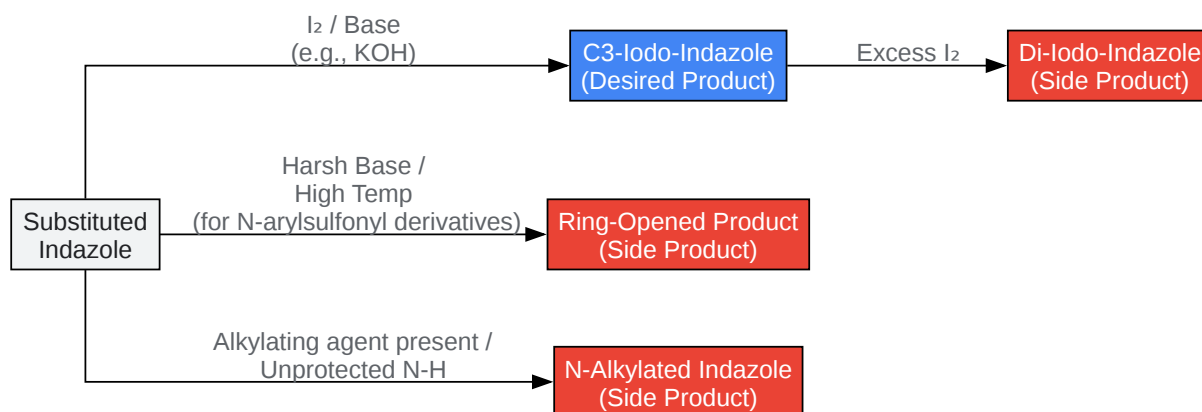 I₂ / Base
(e.g., KOH)
C3-Iodo-Indazole
(Desired Product)
Excess I₂
Di-Iodo-Indazole
(Side Product)
Harsh Base /
High Temp
(for N-arylsulfonyl derivatives)
Substituted
Indazole
Ring-Opened Product
(Side Product)
Alkylating agent present /
Unprotected N-H
N-Alkylated Indazole
(Side Product)